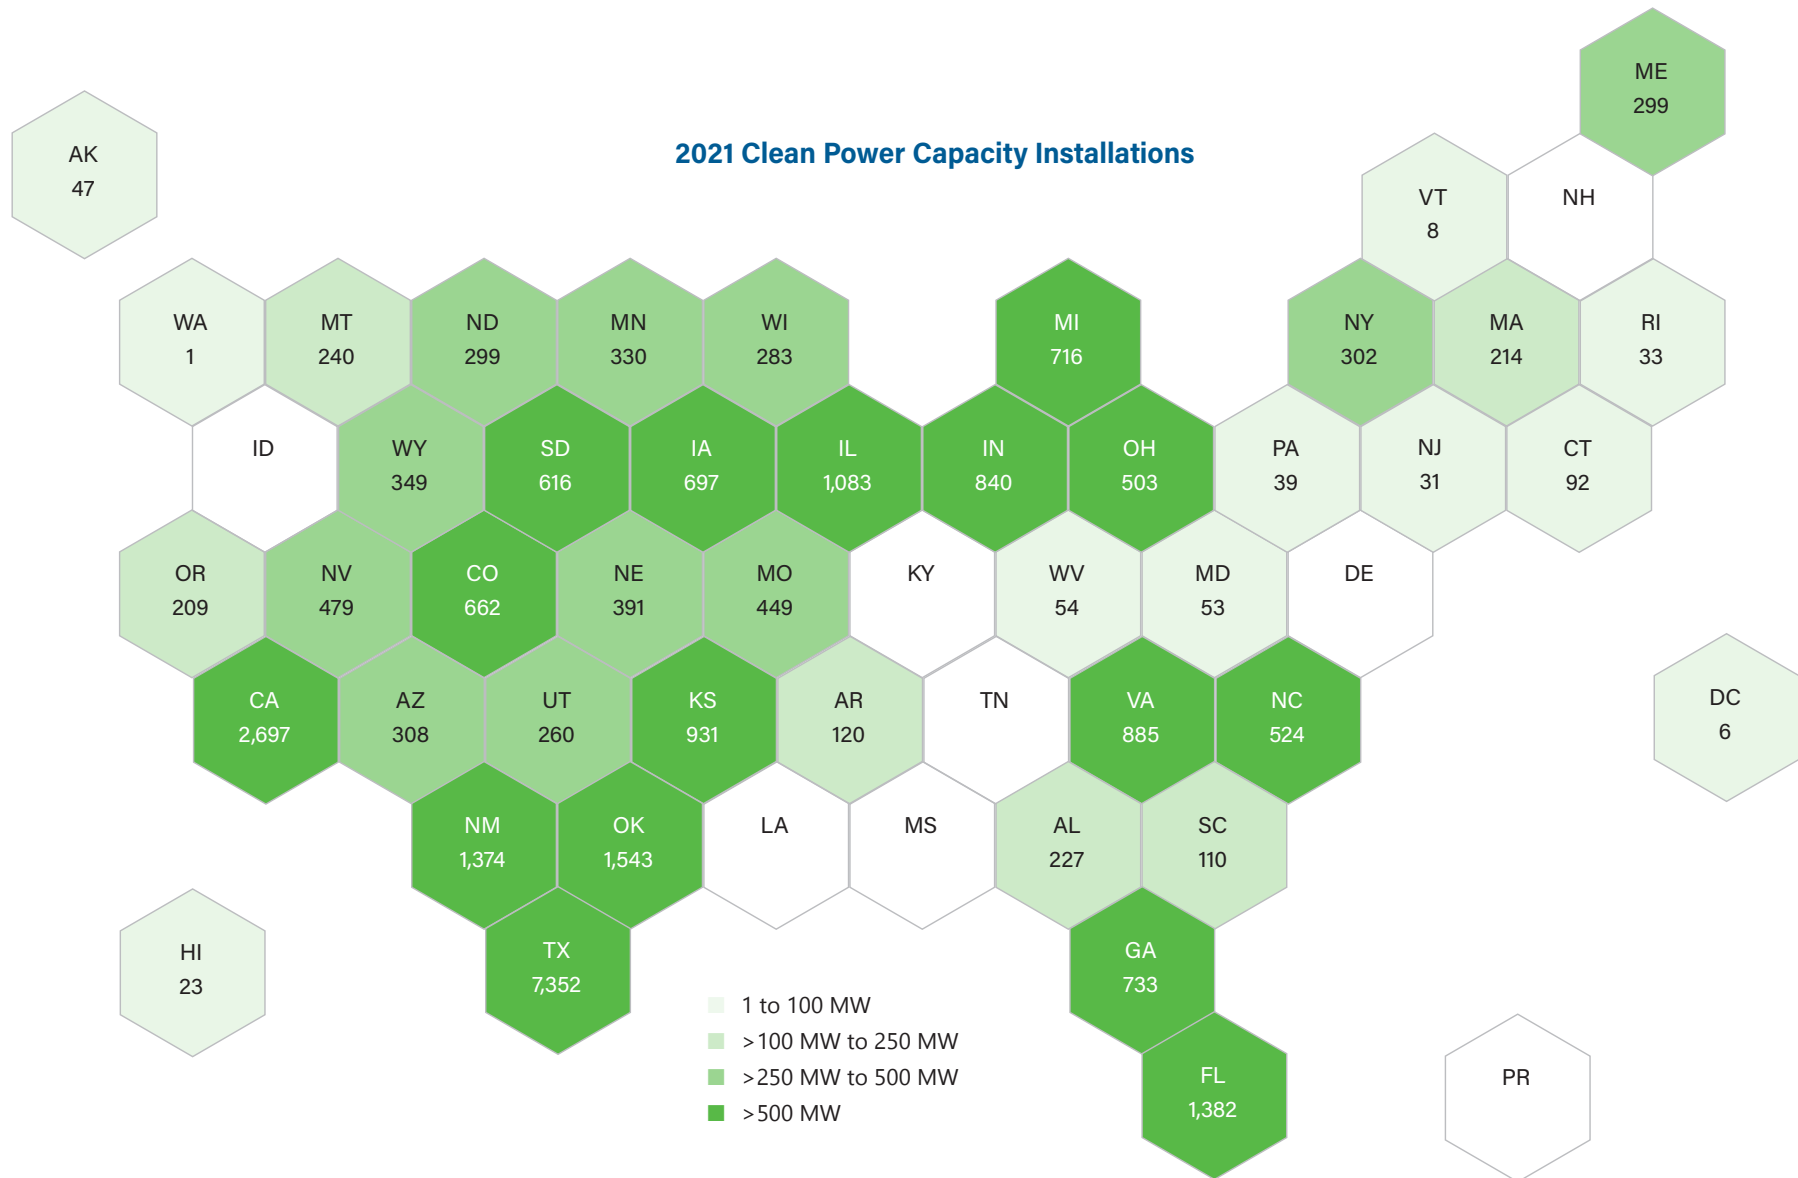 ME
299
AK
47
2021 Clean Power Capacity Installations
VT
8
NH
WA
1
MT
240
ND
299
MN
330
WI
283
MI
716
NY
302
MA
214
RI
33
ID
WY
349
SD
616
IA
697
IL
1,083
IN
840
OH
503
PA
39
NJ
31
CT
92
OR
209
NV
479
CO
662
NE
391
MO
449
KY
WV
54
MD
53
DE
CA
2,697
AZ
308
UT
260
KS
931
AR
120
TN
VA
885
NC
524
DC
6
NM
1,374
OK
1,543
LA
MS
AL
227
SC
110
HI
23
TX
7,352
GA
733
1 to 100 MW
>100 MW to 250 MW
>250 MW to 500 MW
>500 MW
FL
1,382
PR